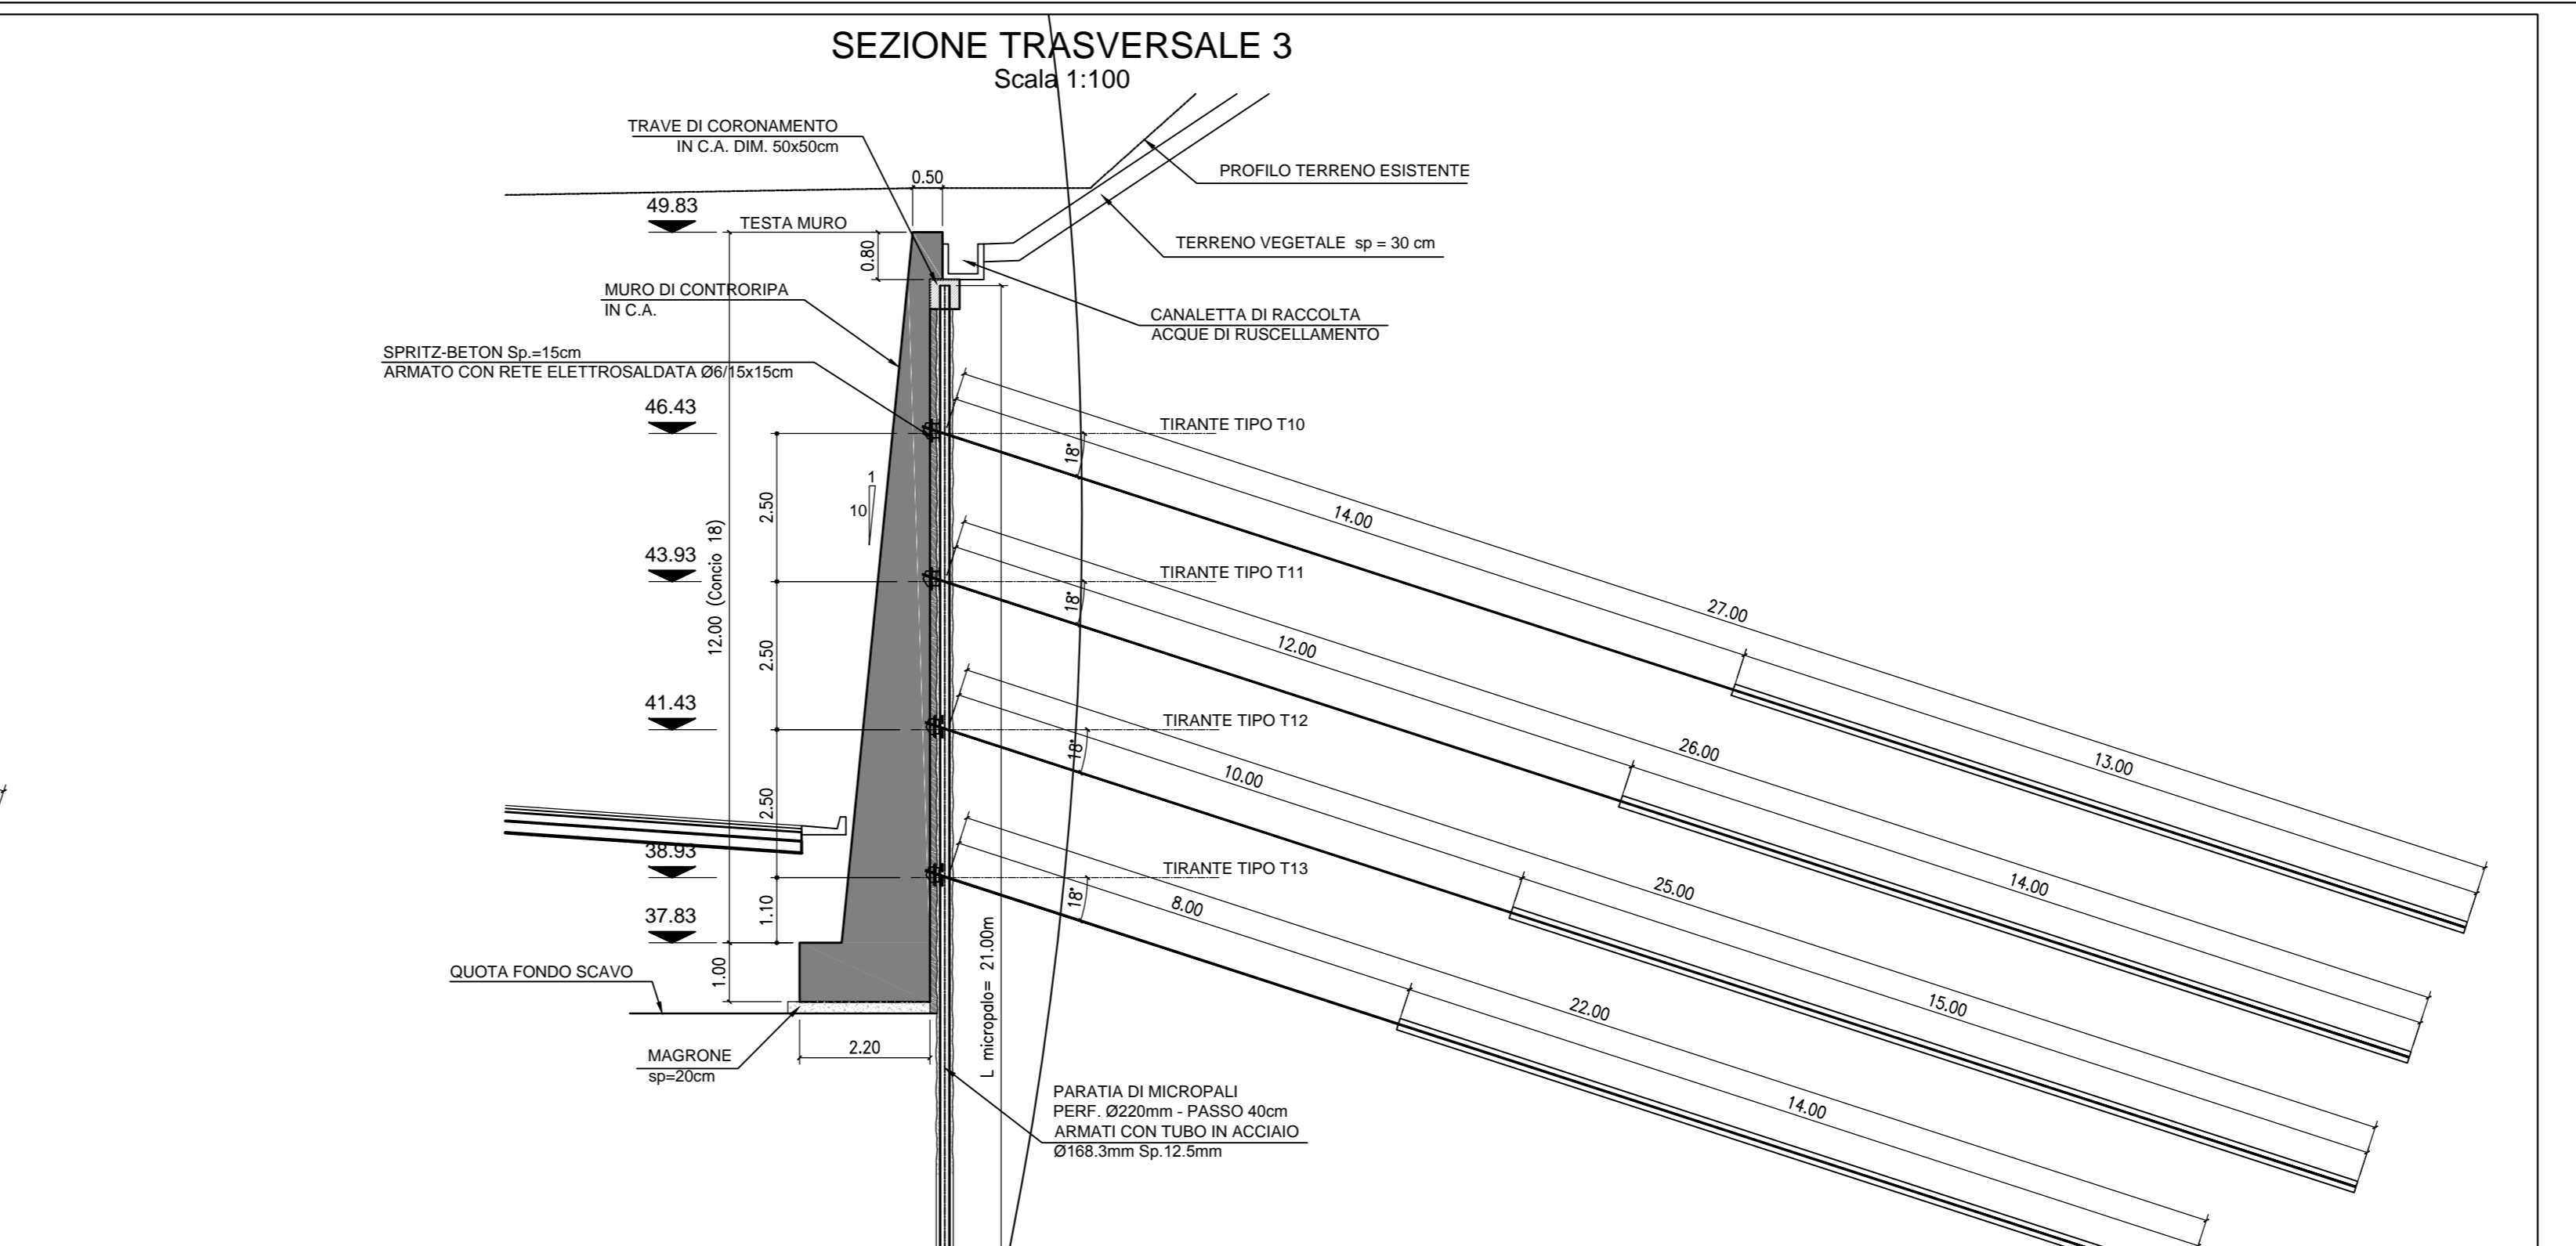 SEZIONE TRASVERSALE 3
Scala 1:100
TRAVE DI CORONAMENTO
IN C.A. DIM. 50x50cm
PROFILO TERRENO ESISTENTE
0.50
49.83
TESTA MURO
0.80
TERRENO VEGETALE sp = 30 cm
MURO DI CONTRORIPA
IN C.A.
CANALETTA DI RACCOLTA
ACQUE DI RUSCELLAMENTO
SPRITZ-BETON Sp.=15cm
ARMATO CON RETE ELETTROSALDATA Ø6/15x15cm
46.43
TIRANTE TIPO T10
18°
14.00
27.00
13.00
1
10
2.50
12.00 (Concio 18)
43.93
TIRANTE TIPO T11
18°
12.00
26.00
14.00
2.50
41.43
TIRANTE TIPO T12
18°
10.00
25.00
15.00
2.50
38.93
TIRANTE TIPO T13
18°
8.00
22.00
14.00
1.10
37.83
1.00
QUOTA FONDO SCAVO
L micropalo= 21.00m
2.20
MAGRONE
sp=20cm
PARATIA DI MICROPALI
PERF. Ø220mm - PASSO 40cm
ARMATI CON TUBO IN ACCIAIO
Ø168.3mm Sp.12.5mm